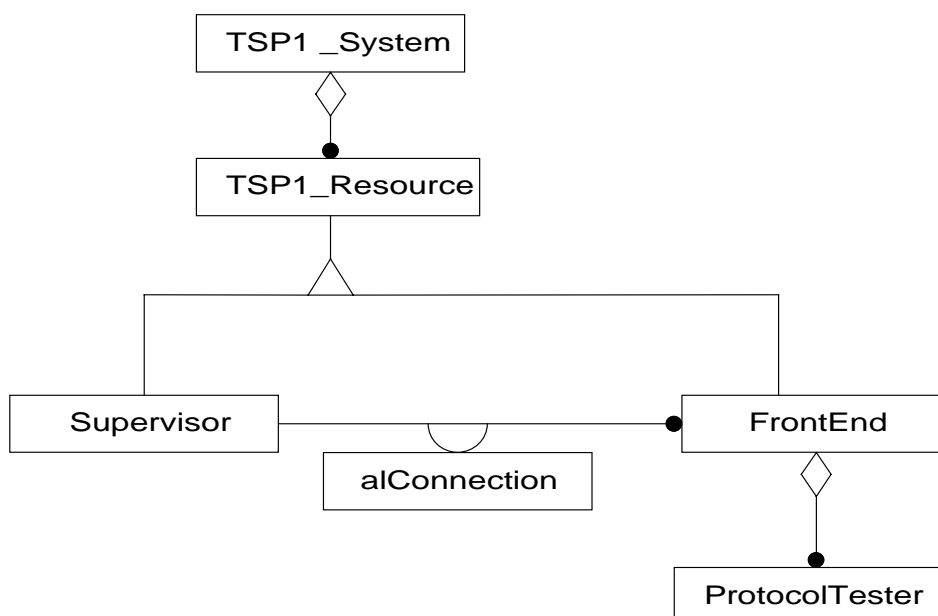 TSP1 _System
TSP1_Resource
Supervisor
FrontEnd
alConnection
ProtocolTester